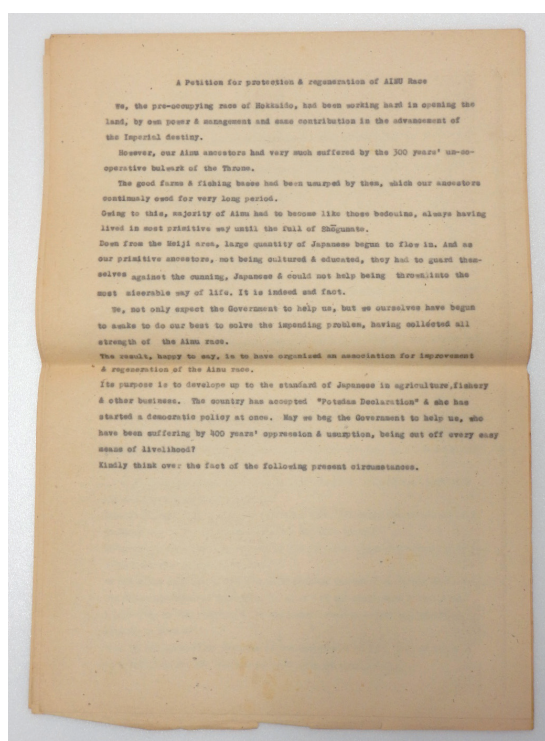 A Petition for protection & regeneration of AINU Race
We, the pre-occupying race of Hokkaido, had been working hard in opening the
land, by own power & management and sums contribution in the advancement of
the Imperial destiny.
However, our Ainu ancestors had very much suffered by the 300 years' un-co-
operative bulwark of the Throne.
The good farms & fishing bases had been usurped by them, which our ancestors
continualy owed for very long period.
Owing to this, majority of Ainu had to become like those bedouins, always having
lived in most primitive way until the full of Shōgunate.
Down from the Meiji area, large quantity of Japanese begun to flow in. And as
our primitive ancestors, not being cultured & educated, they had to guard them-
selves against the cunning, Japanese & could not help being thrown into the
most miserable way of life. It is indeed sad fact.
We, not only expect the Government to help us, but we ourselves have begun
to awake to do our best to solve the impending problem, having collécted all
strength of the Ainu race.
The result, happy to say, is to have organized an association for improvement
& regeneration of the Ainu race.
Its purpose is to develope up to the standard of Japanese in agriculture,fishery
& other business. The country has accepted "Potsdam Declaration" & she has
started a democratic policy at once. May we beg the Government to help us, who
have been suffering by 400 years' oppression & usurption, being cut off every easy
means of livelihood?
Kindly think over the fact of the following present circumstances.